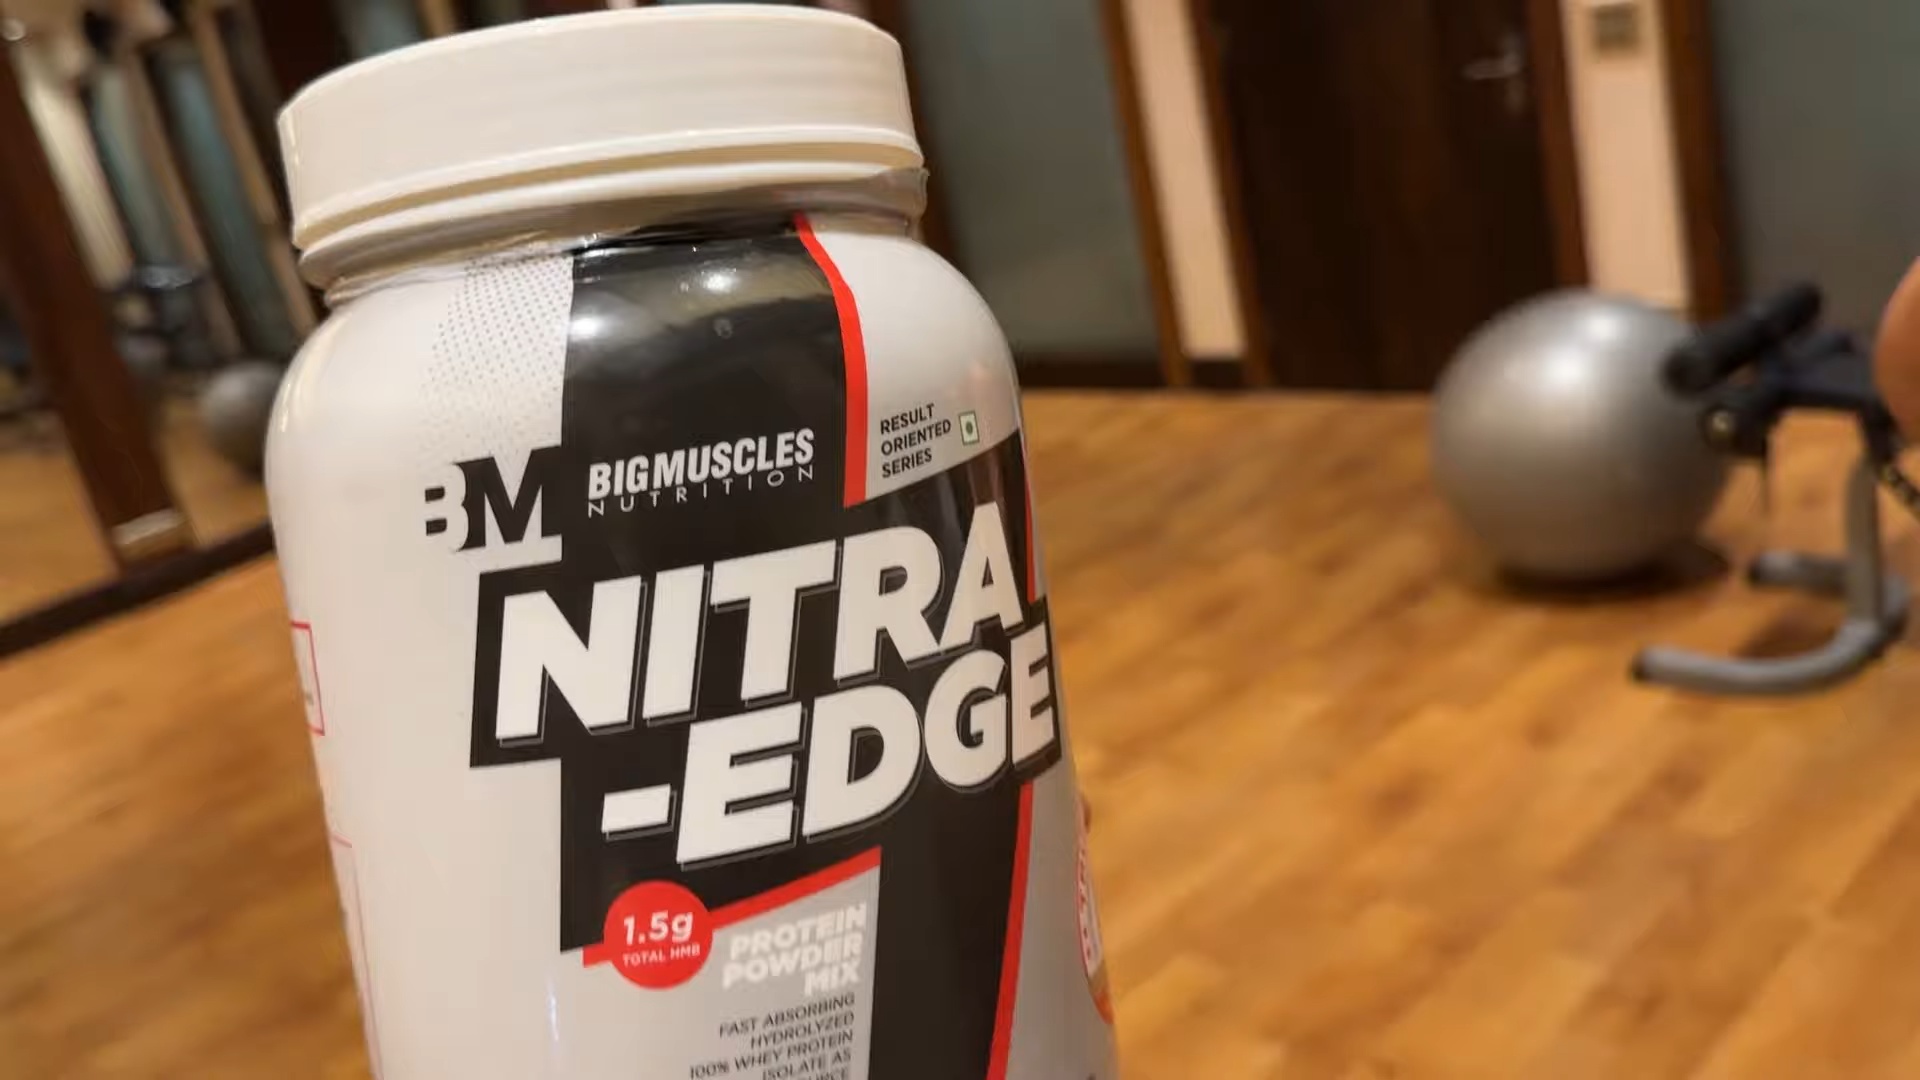 BM
BIGMUSCLES
NUTRITION
RESULT
ORIENTED
SERIES
NITRA
-EDGE
1.5g
TOTAL HMB
PROTEIN
POWDER
MIX
FAST ABSORBING
HYDROLYZED
100% WHEY PROTEIN
ISOLATE AS